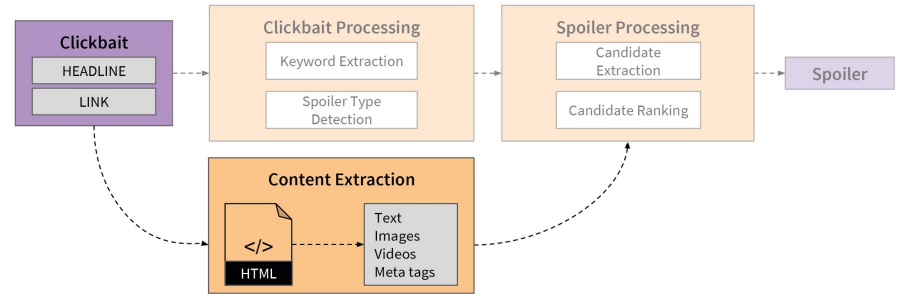 Clickbait
HEADLINE
LINK
Clickbait Processing
Keyword Extraction
Spoiler Type
Detection
Spoiler Processing
Candidate
Extraction
Candidate Ranking
Spoiler
Content Extraction
</>
HTML
Text
Images
Videos
Meta tags